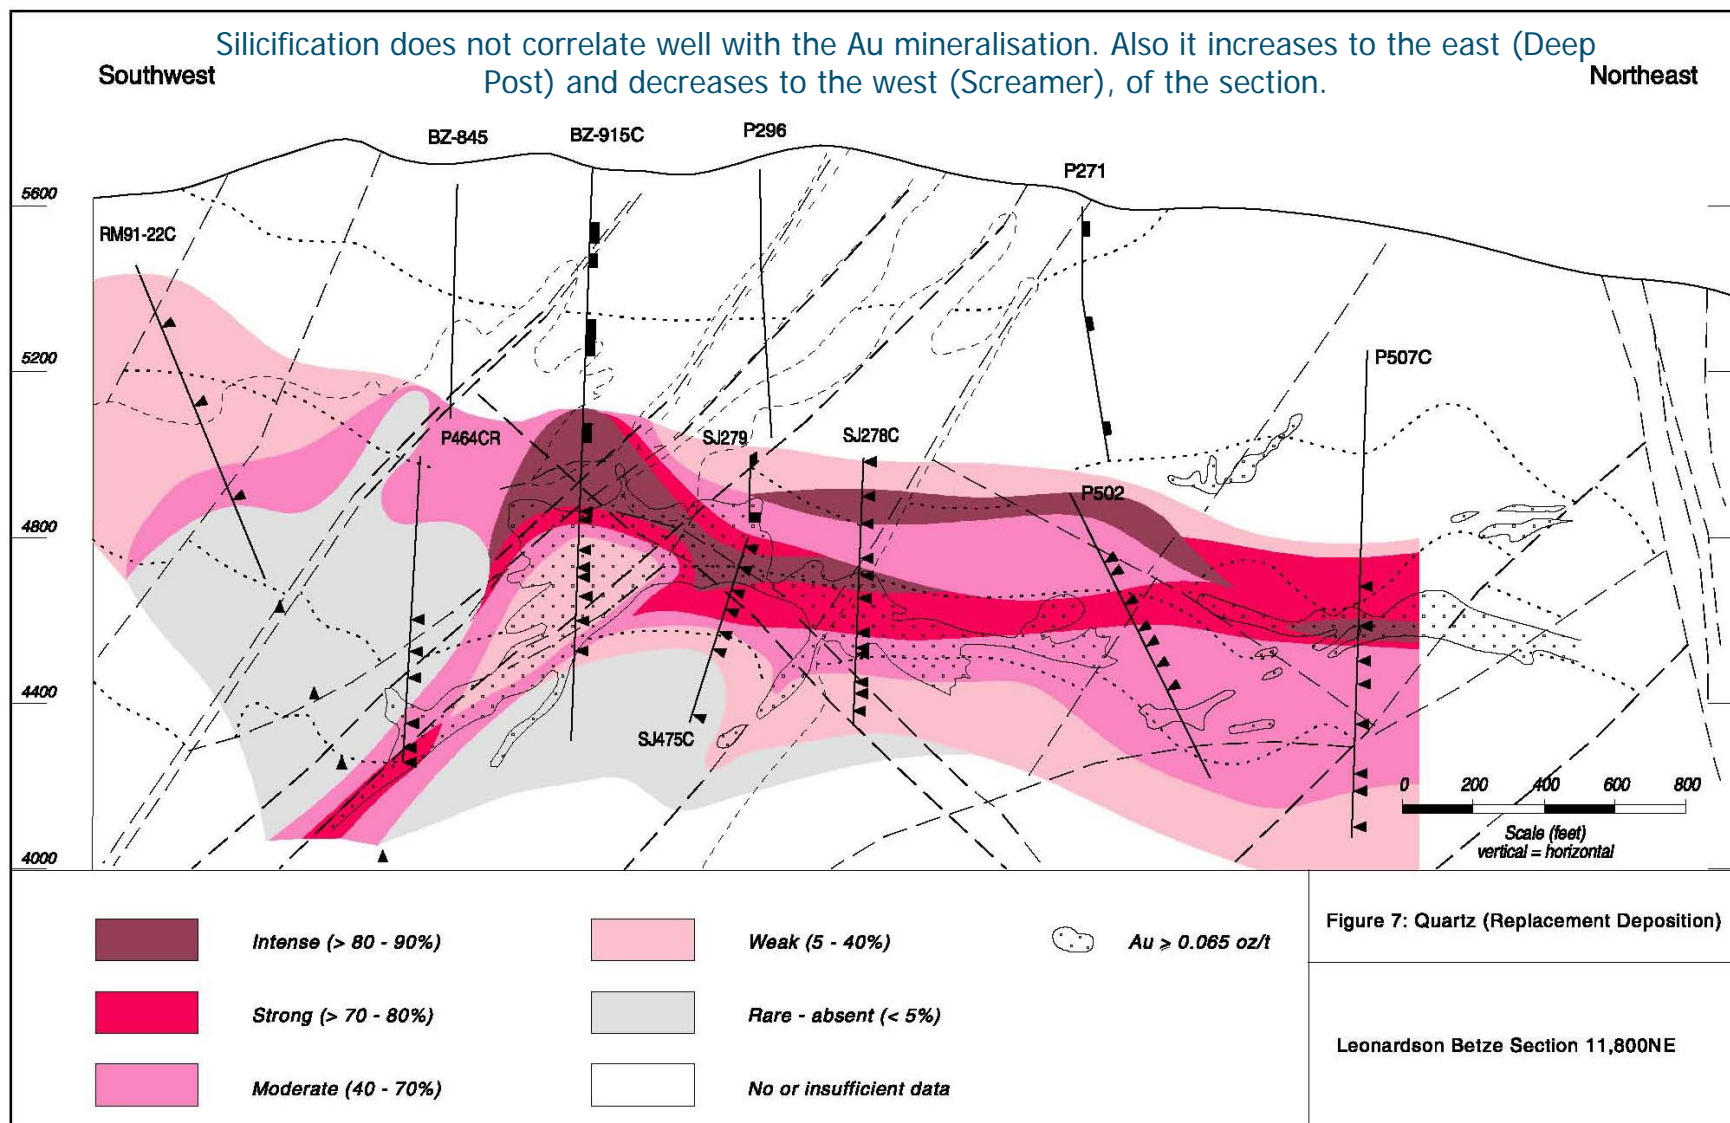 Silicification does not correlate well with the Au mineralisation. Also it increases to the east (Deep
Post) and decreases to the west (Screamer), of the section.
Southwest
Northeast
BZ-845
BZ-915C
P296
P271
5600
RM91-22C
5200
P507C
P464CR
SJ279
SJ278C
P502
4800
4400
SJ475C
0 200 400 600 800
Scale (feet)
vertical = horizontal
4000
Intense (> 80 - 90%)
Weak (5 - 40%)
Au ⩾ 0.065 oz/t
Figure 7: Quartz (Replacement Deposition)
Strong (> 70 - 80%)
Rare - absent (< 5%)
Leonardson Betze Section 11,800NE
Moderate (40 - 70%)
No or insufficient data